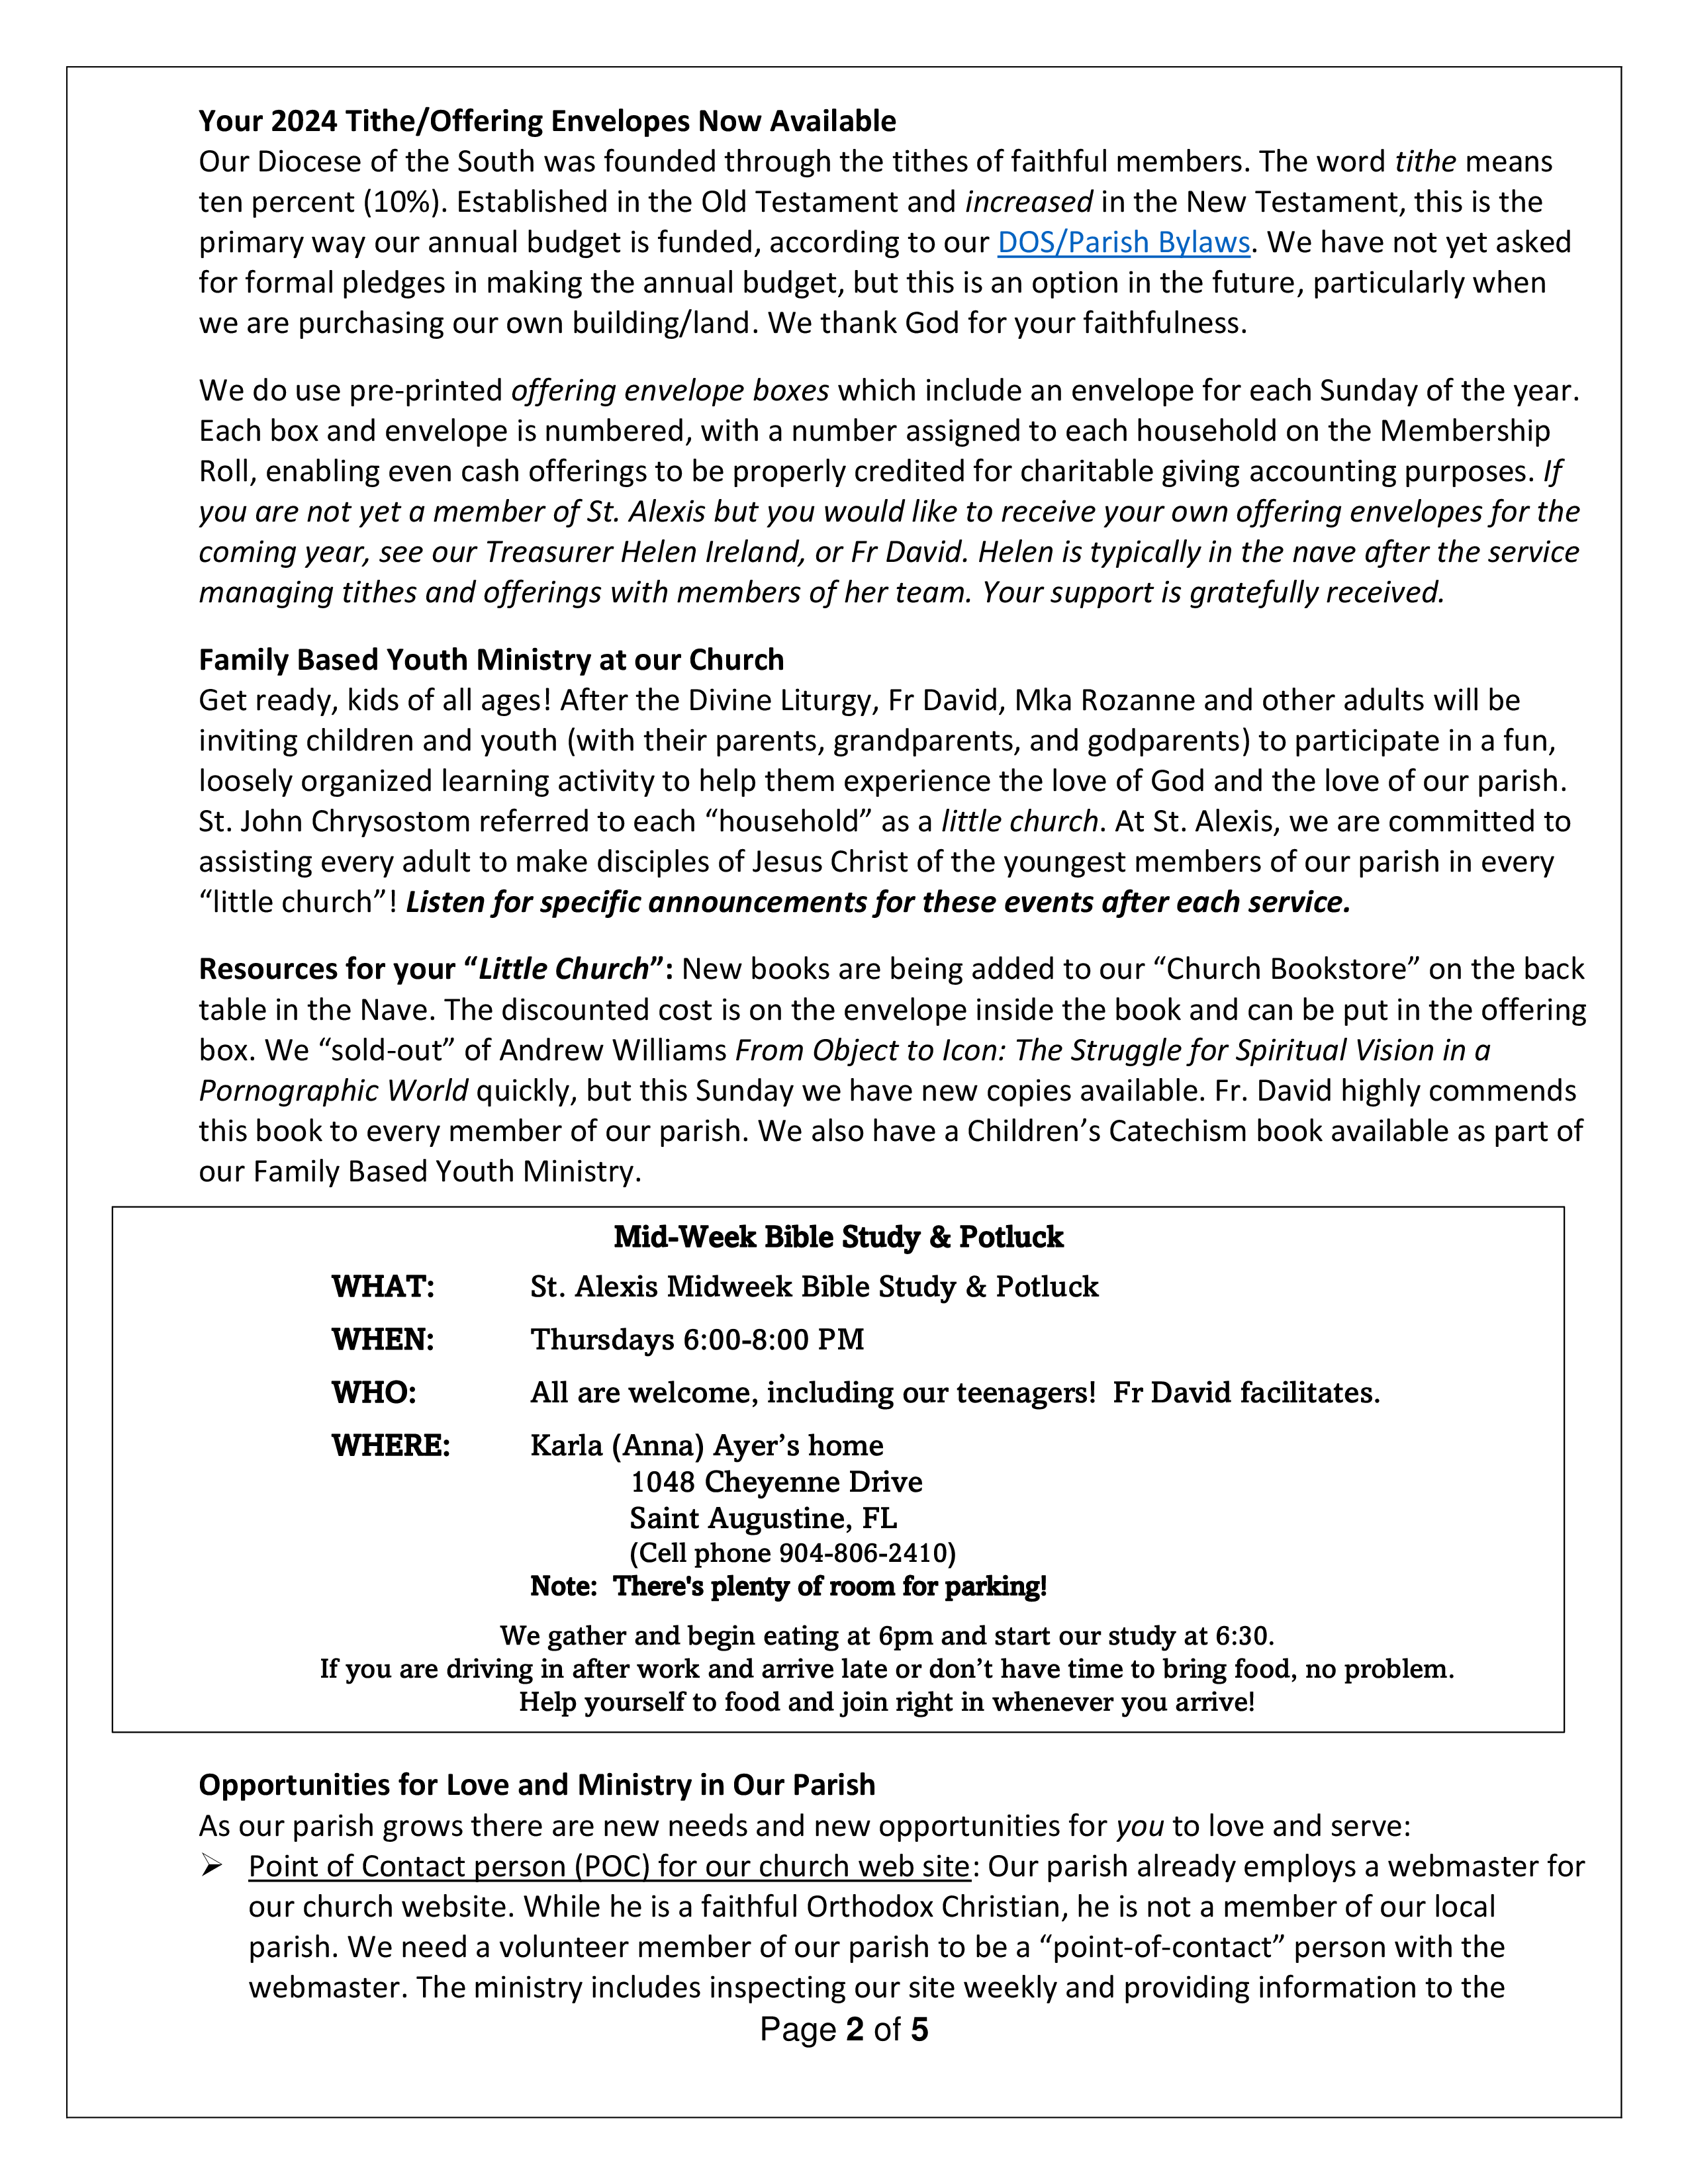 Your 2024 Tithe/Offering Envelopes Now Available
Our Diocese of the South was founded through the tithes of faithful members. The word tithe means
ten percent (10%). Established in the Old Testament and increased in the New Testament, this is the
primary way our annual budget is funded, according to our DOS/Parish Bylaws. We have not yet asked
for formal pledges in making the annual budget, but this is an option in the future, particularly when
we are purchasing our own building/land. We thank God for your faithfulness.
We do use pre-printed offering envelope boxes which include an envelope for each Sunday of the year.
Each box and envelope is numbered, with a number assigned to each household on the Membership
Roll, enabling even cash offerings to be properly credited for charitable giving accounting purposes. If
you are not yet a member of St. Alexis but you would like to receive your own offering envelopes for the
coming year, see our Treasurer Helen Ireland, or Fr David. Helen is typically in the nave after the service
managing tithes and offerings with members of her team. Your support is gratefully received.
Family Based Youth Ministry at our Church
Get ready, kids of all ages! After the Divine Liturgy, Fr David, Mka Rozanne and other adults will be
inviting children and youth (with their parents, grandparents, and godparents) to participate in a fun,
loosely organized learning activity to help them experience the love of God and the love of our parish.
St. John Chrysostom referred to each “household” as a little church. At St. Alexis, we are committed to
assisting every adult to make disciples of Jesus Christ of the youngest members of our parish in every
“little church”! Listen for specific announcements for these events after each service.
Resources for your “Little Church”: New books are being added to our “Church Bookstore” on the back
table in the Nave. The discounted cost is on the envelope inside the book and can be put in the offering
box. We “sold-out” of Andrew Williams From Object to Icon: The Struggle for Spiritual Vision in a
Pornographic World quickly, but this Sunday we have new copies available. Fr. David highly commends
this book to every member of our parish. We also have a Children’s Catechism book available as part of
our Family Based Youth Ministry.
Mid-Week Bible Study & Potluck
WHAT: St. Alexis Midweek Bible Study & Potluck
WHEN: Thursdays 6:00-8:00 PM
WHO: All are welcome, including our teenagers! Fr David facilitates.
WHERE: Karla (Anna) Ayer’s home
1048 Cheyenne Drive
Saint Augustine, FL
(Cell phone 904-806-2410)
Note: There's plenty of room for parking!
We gather and begin eating at 6pm and start our study at 6:30.
If you are driving in after work and arrive late or don’t have time to bring food, no problem.
Help yourself to food and join right in whenever you arrive!
Opportunities for Love and Ministry in Our Parish
As our parish grows there are new needs and new opportunities for you to love and serve:
➢ Point of Contact person (POC) for our church web site: Our parish already employs a webmaster for
our church website. While he is a faithful Orthodox Christian, he is not a member of our local
parish. We need a volunteer member of our parish to be a “point-of-contact” person with the
webmaster. The ministry includes inspecting our site weekly and providing information to the
Page 2 of 5